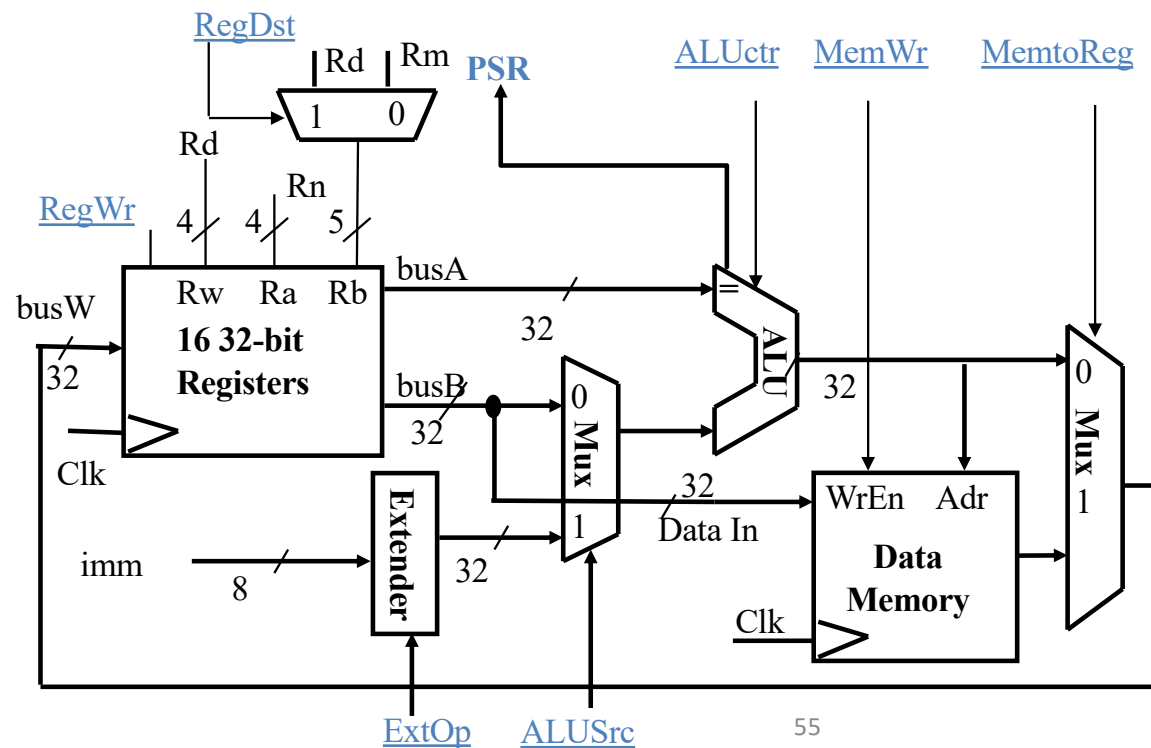 RegDst
Rd
Rm
PSR
ALUctr
MemWr
MemtoReg
1
0
Rd
Rn
RegWr
4
4
5
busW
32
Rw
Ra
Rb
16 32-bit
Registers
Clk
busA
32
busB
32
=
ALU
32
0
Mux
1
32
Data In
0
Mux
1
WrEn
Adr
Data
Memory
Clk
imm
8
Extender
32
ExtOp
ALUSrc
55